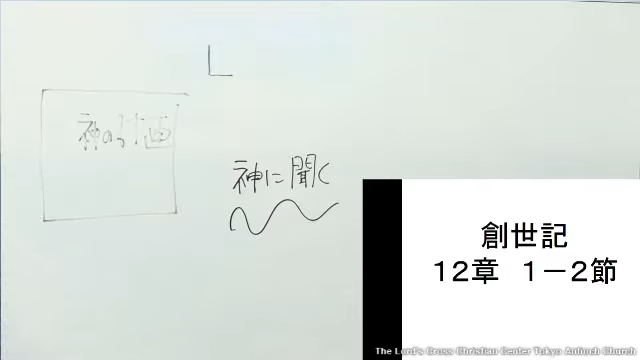 L
神の計画
神に聞く
創世記
12章 1－2節
The Lord's Cross Christian Center Tokyo Antioch Church